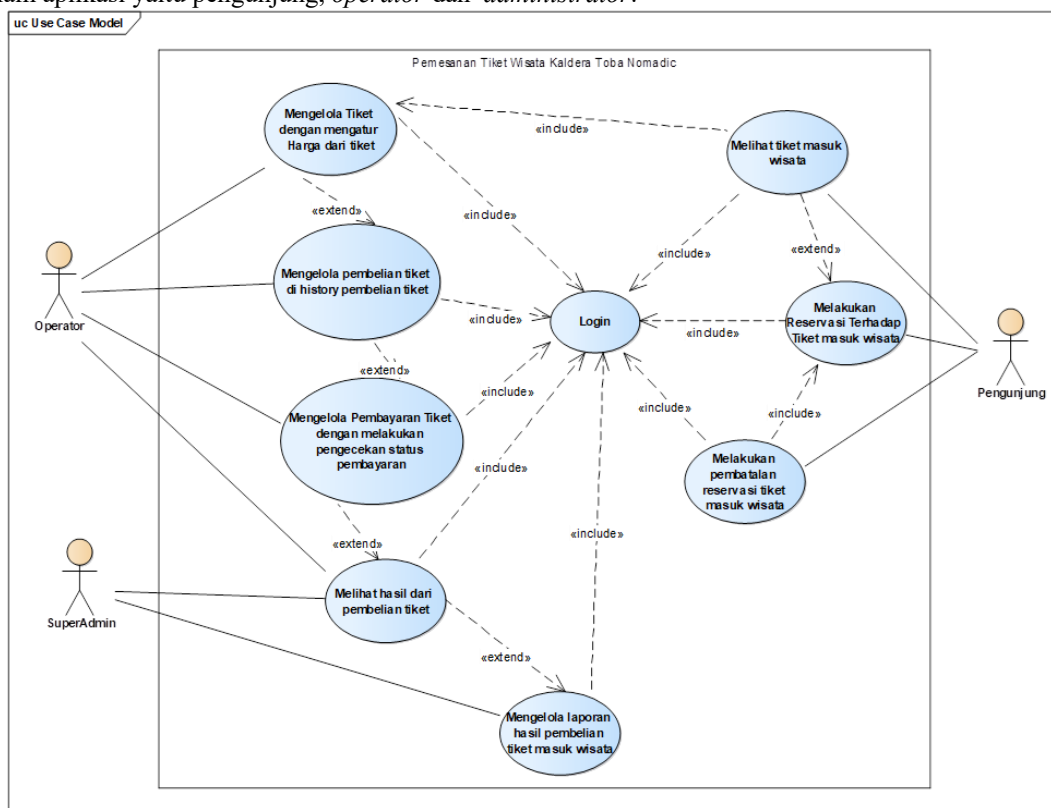 aplikasi yaitu pengunjung, operator dan administrator.
uc Use Case Model
Pemesanan Tiket Wisata Kaldera Toba Nomadic
Mengelola Tiket
dengan mengatur
Harga dari tiket
«include»
Melihat tiket masuk
wisata
«extend»
«include»
«include»
«extend»
Mengelola pembelian tiket
di history pembelian tiket
Operator
«include»
Login
«include»
Melakukan
Reservasi Terhadap
Tiket masuk wisata
Pengunjung
«extend»
«include»
Mengelola Pembayaran Tiket
dengan melakukan
pengecekan status
pembayaran
«include»
«include»
Melakukan
pembatalan
reservasi tiket
masuk wisata
«include»
«include»
«extend»
Melihat hasil dari
pembelian tiket
SuperAdmin
«extend»
Mengelola laporan
hasil pembelian
tiket masuk wisata